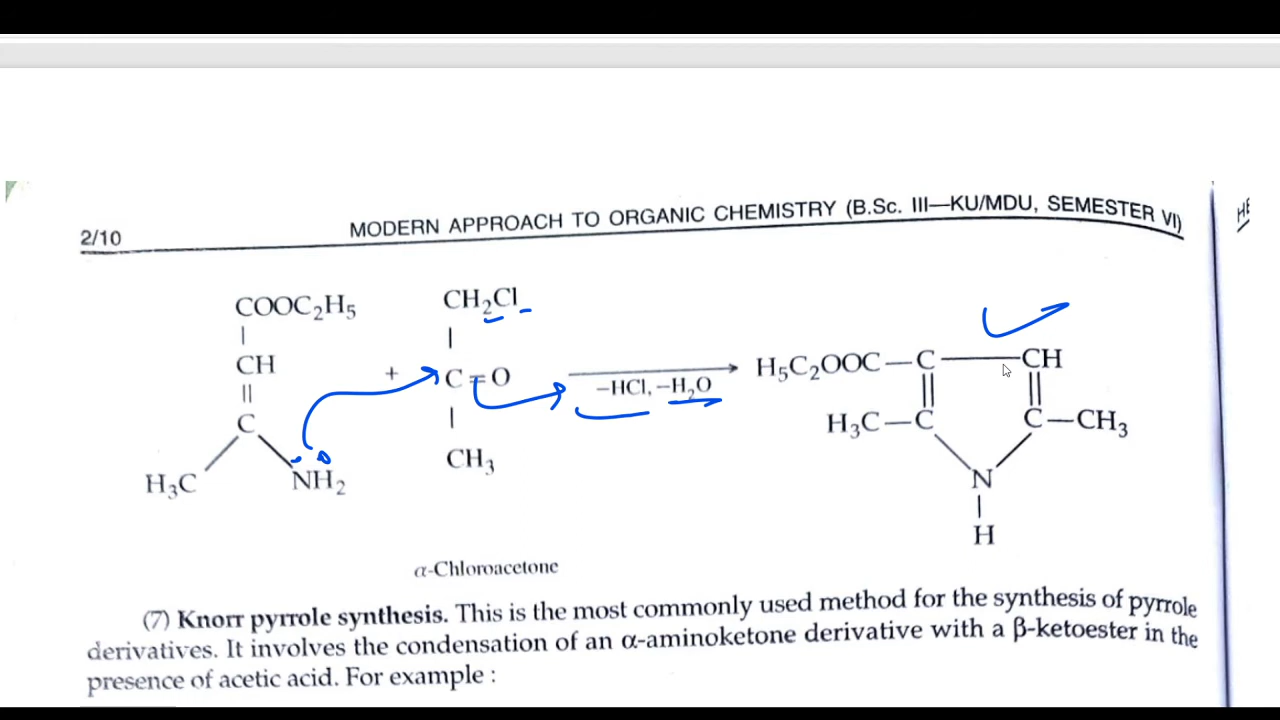 2/10 MODERN APPROACH TO ORGANIC CHEMISTRY (B.Sc. III—KU/MDU, SEMESTER VI)
HE
COOC₂H₅ CH₂Cl
CH + C=O –HCl, –H₂O H₅C₂OOC—C—CH
C H₃C—C C—CH₃
CH₃
H₃C NH₂ N
H
α-Chloroacetone
(7) Knorr pyrrole synthesis. This is the most commonly used method for the synthesis of pyrrole
derivatives. It involves the condensation of an α-aminoketone derivative with a β-ketoester in the
presence of acetic acid. For example :